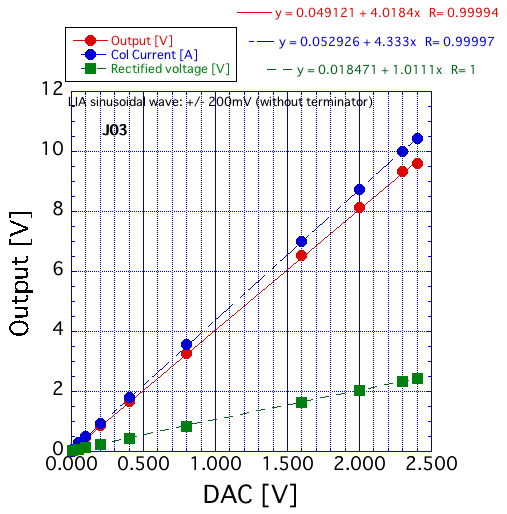 y = 0.049121 + 4.0184x R= 0.99994
y = 0.052926 + 4.333x R= 0.99997
y = 0.018471 + 1.0111x R= 1
Output [V]
Col Current [A]
Rectified voltage [V]
LIA sinusoidal wave: +/- 200mV (without terminator)
J03
12
10
8
6
4
2
0
Output [V]
0.000 0.500 1.000 1.500 2.000 2.500
DAC [V]